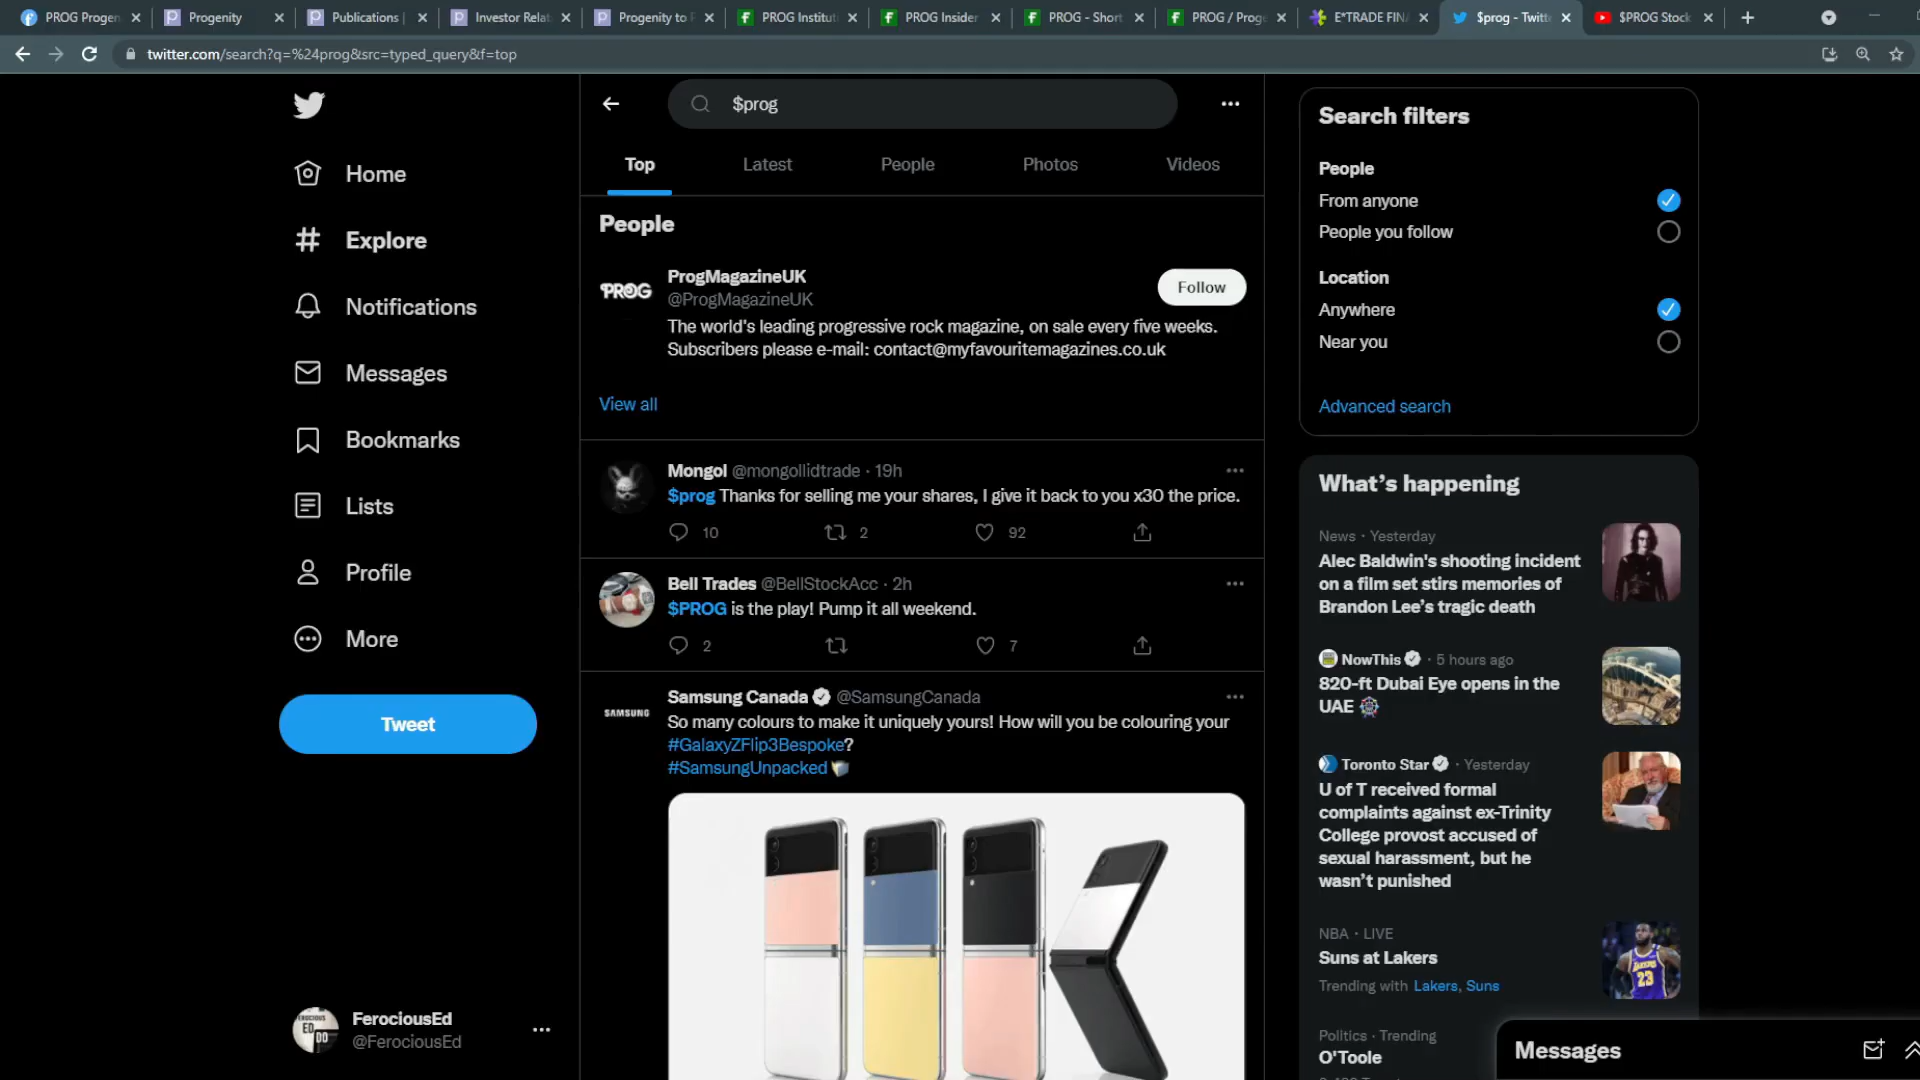 PROG Progen
Progenity
Publications |
Investor Relat
Progenity to P
PROG Institut
PROG Insider
PROG - Short
PROG / Proge
E*TRADE FIN
$prog - Twitt
$PROG Stock
twitter.com/search?q=%24prog&src=typed_query&f=top
Home
Explore
Notifications
Messages
Bookmarks
Lists
Profile
More
Tweet
FerociousEd
@FerociousEd
$prog
Top
Latest
People
Photos
Videos
People
PROG
ProgMagazineUK
@ProgMagazineUK
Follow
The world's leading progressive rock magazine, on sale every five weeks.
Subscribers please e-mail: contact@myfavouritemagazines.co.uk
View all
Mongol @mongollidtrade · 19h
$prog Thanks for selling me your shares, I give it back to you x30 the price.
10 2 92
Bell Trades @BellStockAcc · 2h
$PROG is the play! Pump it all weekend.
2 7
SAMSUNG
Samsung Canada @SamsungCanada
So many colours to make it uniquely yours! How will you be colouring your
#GalaxyZFlip3Bespoke?
#SamsungUnpacked
Search filters
People
From anyone
People you follow
Location
Anywhere
Near you
Advanced search
What's happening
News · Yesterday
Alec Baldwin's shooting incident
on a film set stirs memories of
Brandon Lee's tragic death
NowThis · 5 hours ago
820-ft Dubai Eye opens in the
UAE
Toronto Star · Yesterday
U of T received formal
complaints against ex-Trinity
College provost accused of
sexual harassment, but he
wasn't punished
NBA · LIVE
Suns at Lakers
Trending with Lakers, Suns
Politics · Trending
O'Toole
Messages